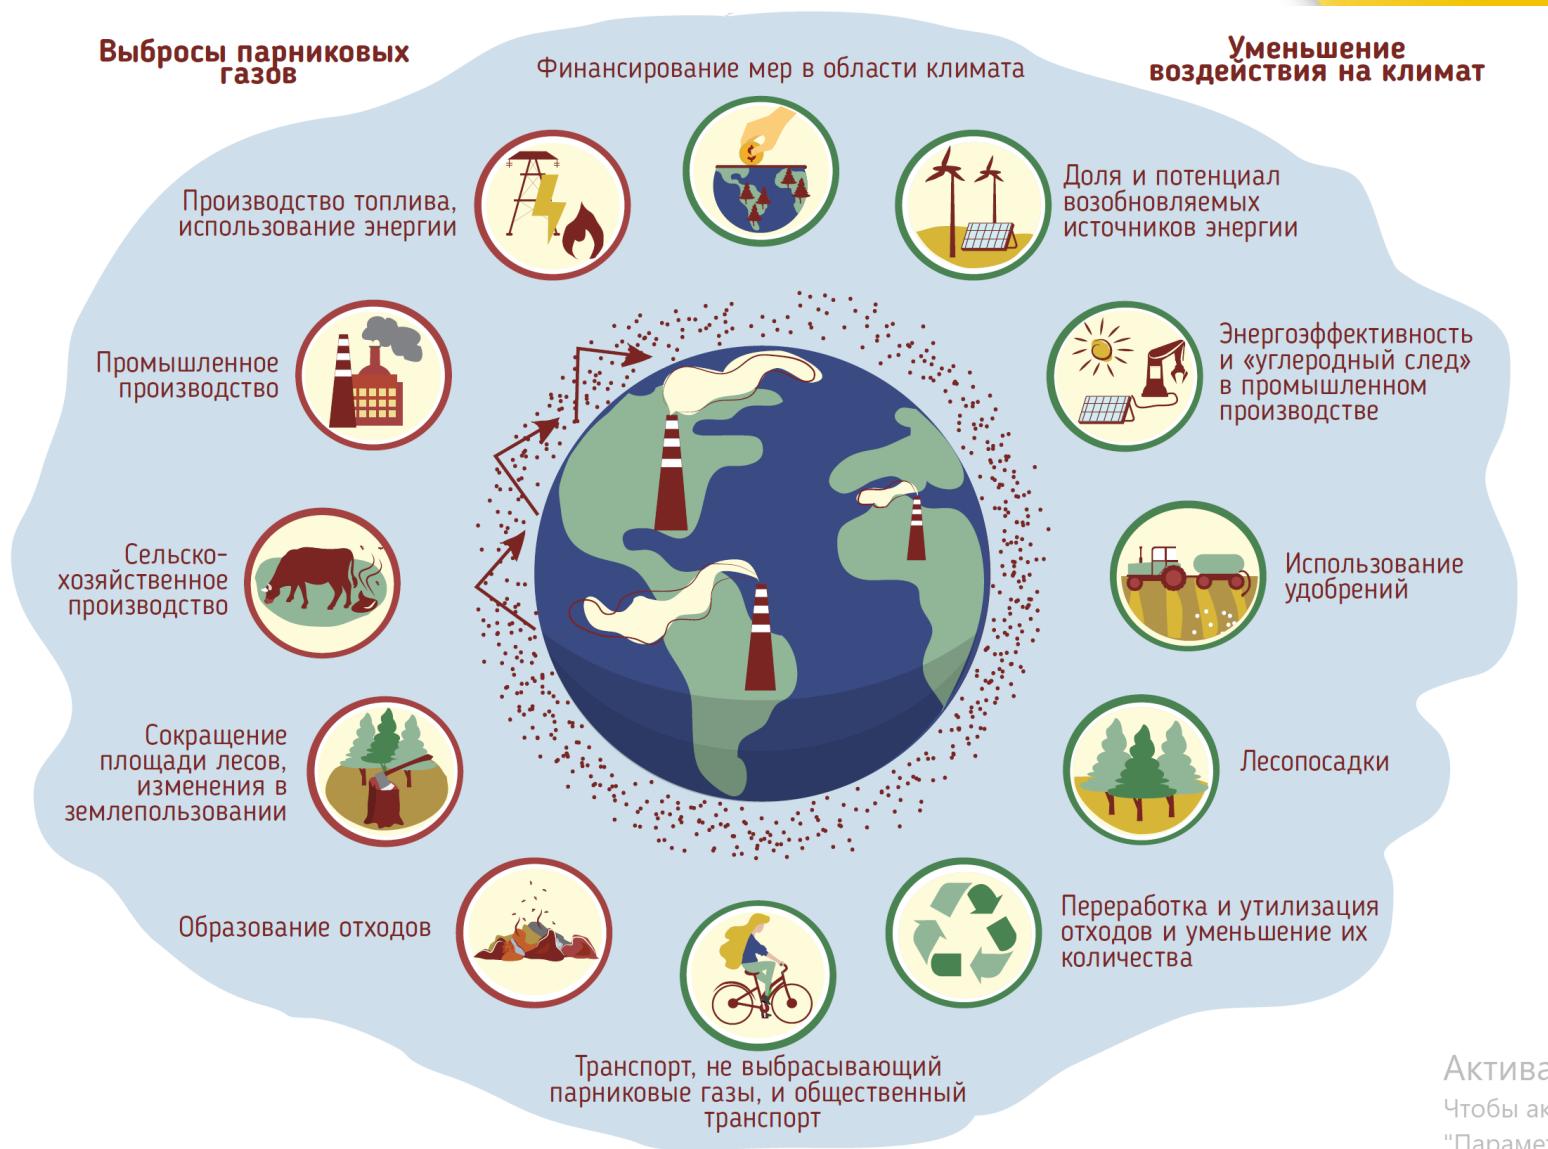 Выбросы парниковых
газов
Финансирование мер в области климата
Уменьшение
воздействия на климат
Производство топлива,
использование энергии
Доля и потенциал
возобновляемых
источников энергии
Промышленное
производство
Энергоэффективность
и «углеродный след»
в промышленном
производстве
Сельско-
хозяйственное
производство
Использование
удобрений
Сокращение
площади лесов,
изменения в
землепользовании
Лесопосадки
Образование отходов
Переработка и утилизация
отходов и уменьшение их
количества
Транспорт, не выбрасывающий
парниковые газы, и общественный
транспорт
Чтобы